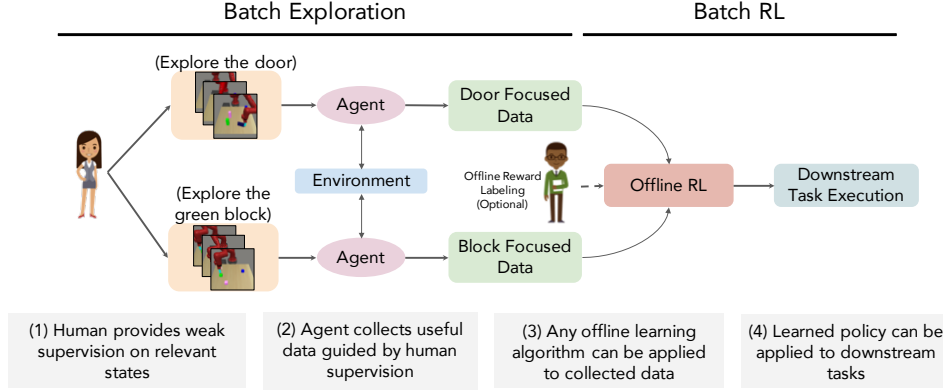 Batch Exploration
Batch RL
(Explore the door)
Agent
Door Focused
Data
Environment
Offline Reward
Labeling
(Optional)
Offline RL
Downstream
Task Execution
(Explore the
green block)
Agent
Block Focused
Data
(1) Human provides weak
supervision on relevant
states
(2) Agent collects useful
data guided by human
supervision
(3) Any offline learning
algorithm can be applied
to collected data
(4) Learned policy can be
applied to downstream
tasks